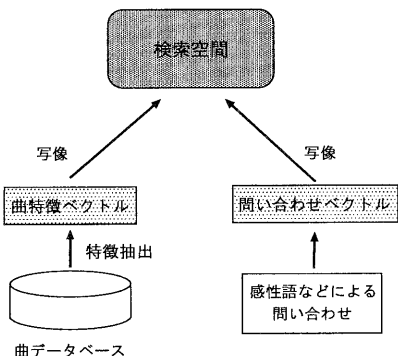 検索空間
写像
写像
曲特徴ベクトル
問い合わせベクトル
特徴抽出
感性語などによる
問い合わせ
曲データベース